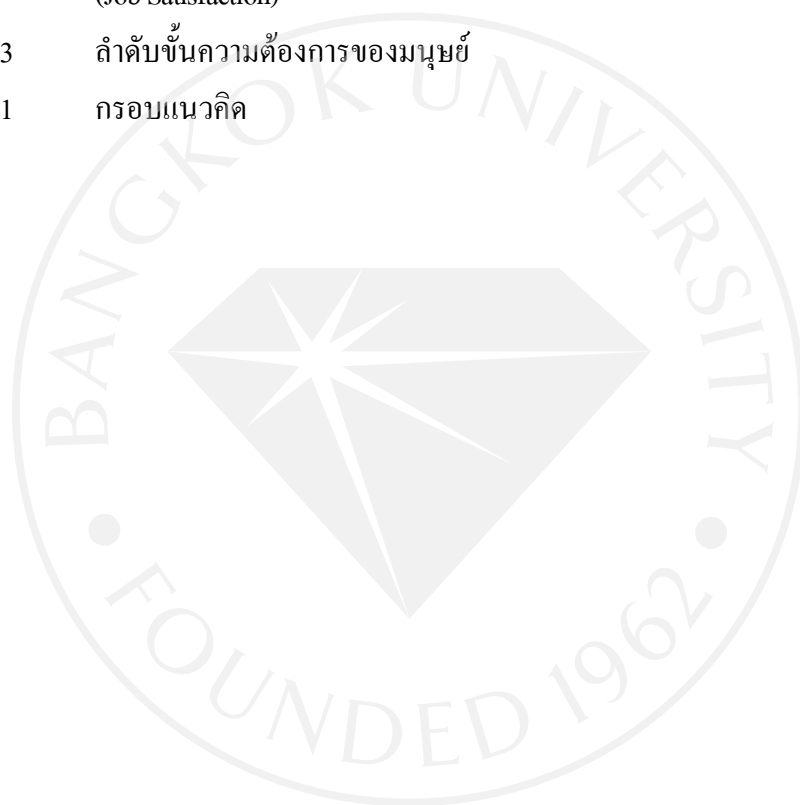 (Job Satisfaction)
3 ลำดับขั้นความต้องการของมนุษย์
1 กรอบแนวคิด
BANGKOK UNIVERSITY
• FOUNDED 1962 •